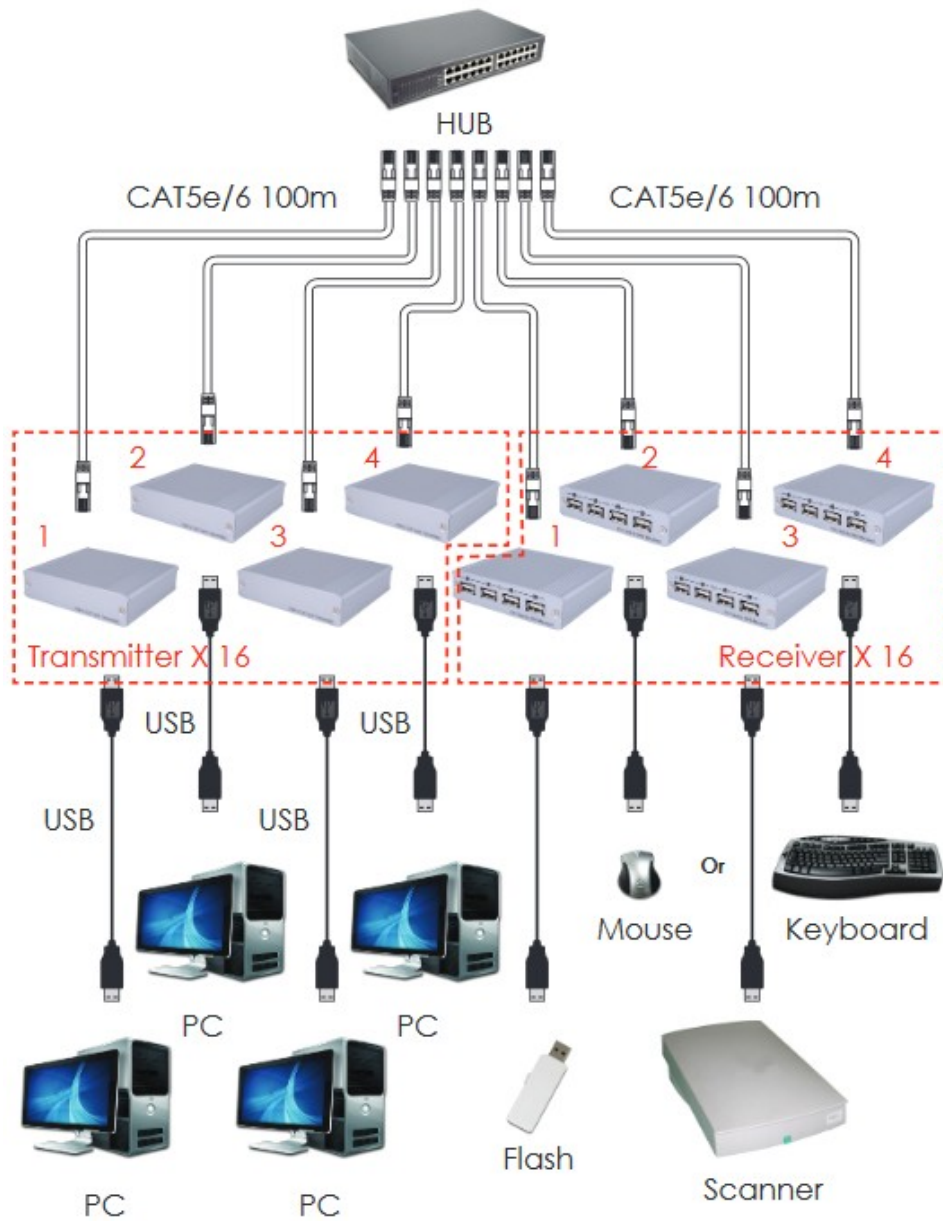 HUB
CAT5e/6 100m
CAT5e/6 100m
2
4
2
4
1
3
1
3
Transmitter X 16
Receiver X 16
USB
USB
USB
USB
Mouse
Or
Keyboard
PC
PC
Flash
Scanner
PC
PC